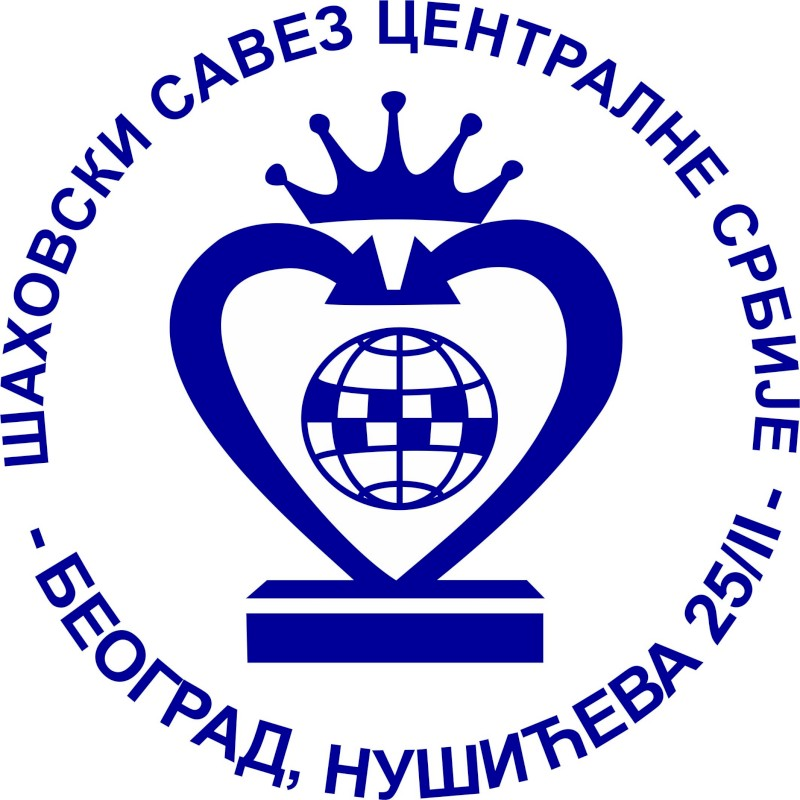 ШАХОВСКИ САВЕЗ ЦЕНТРАЛНЕ СРБИЈЕ
- БЕОГРАД, НУШИЋЕВА 25/II -